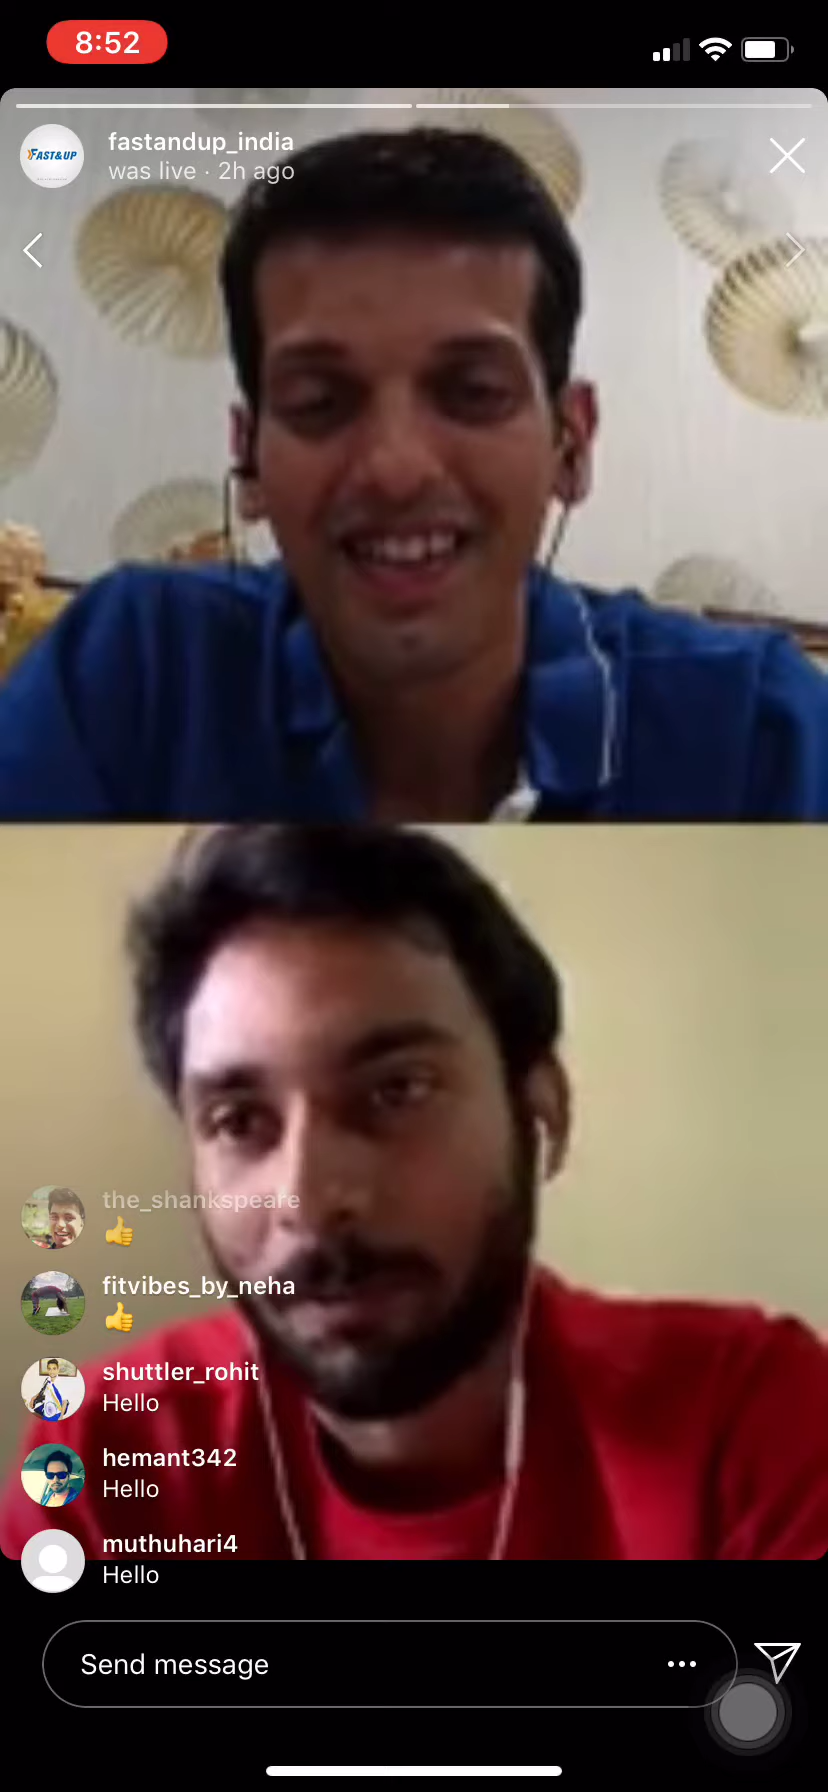 8:52
fastandup_india
was live · 2h ago
FAST&UP
the_shankspeare
👍
fitvibes_by_neha
👍
shuttler_rohit
Hello
hemant342
Hello
muthuhari4
Hello
Send message